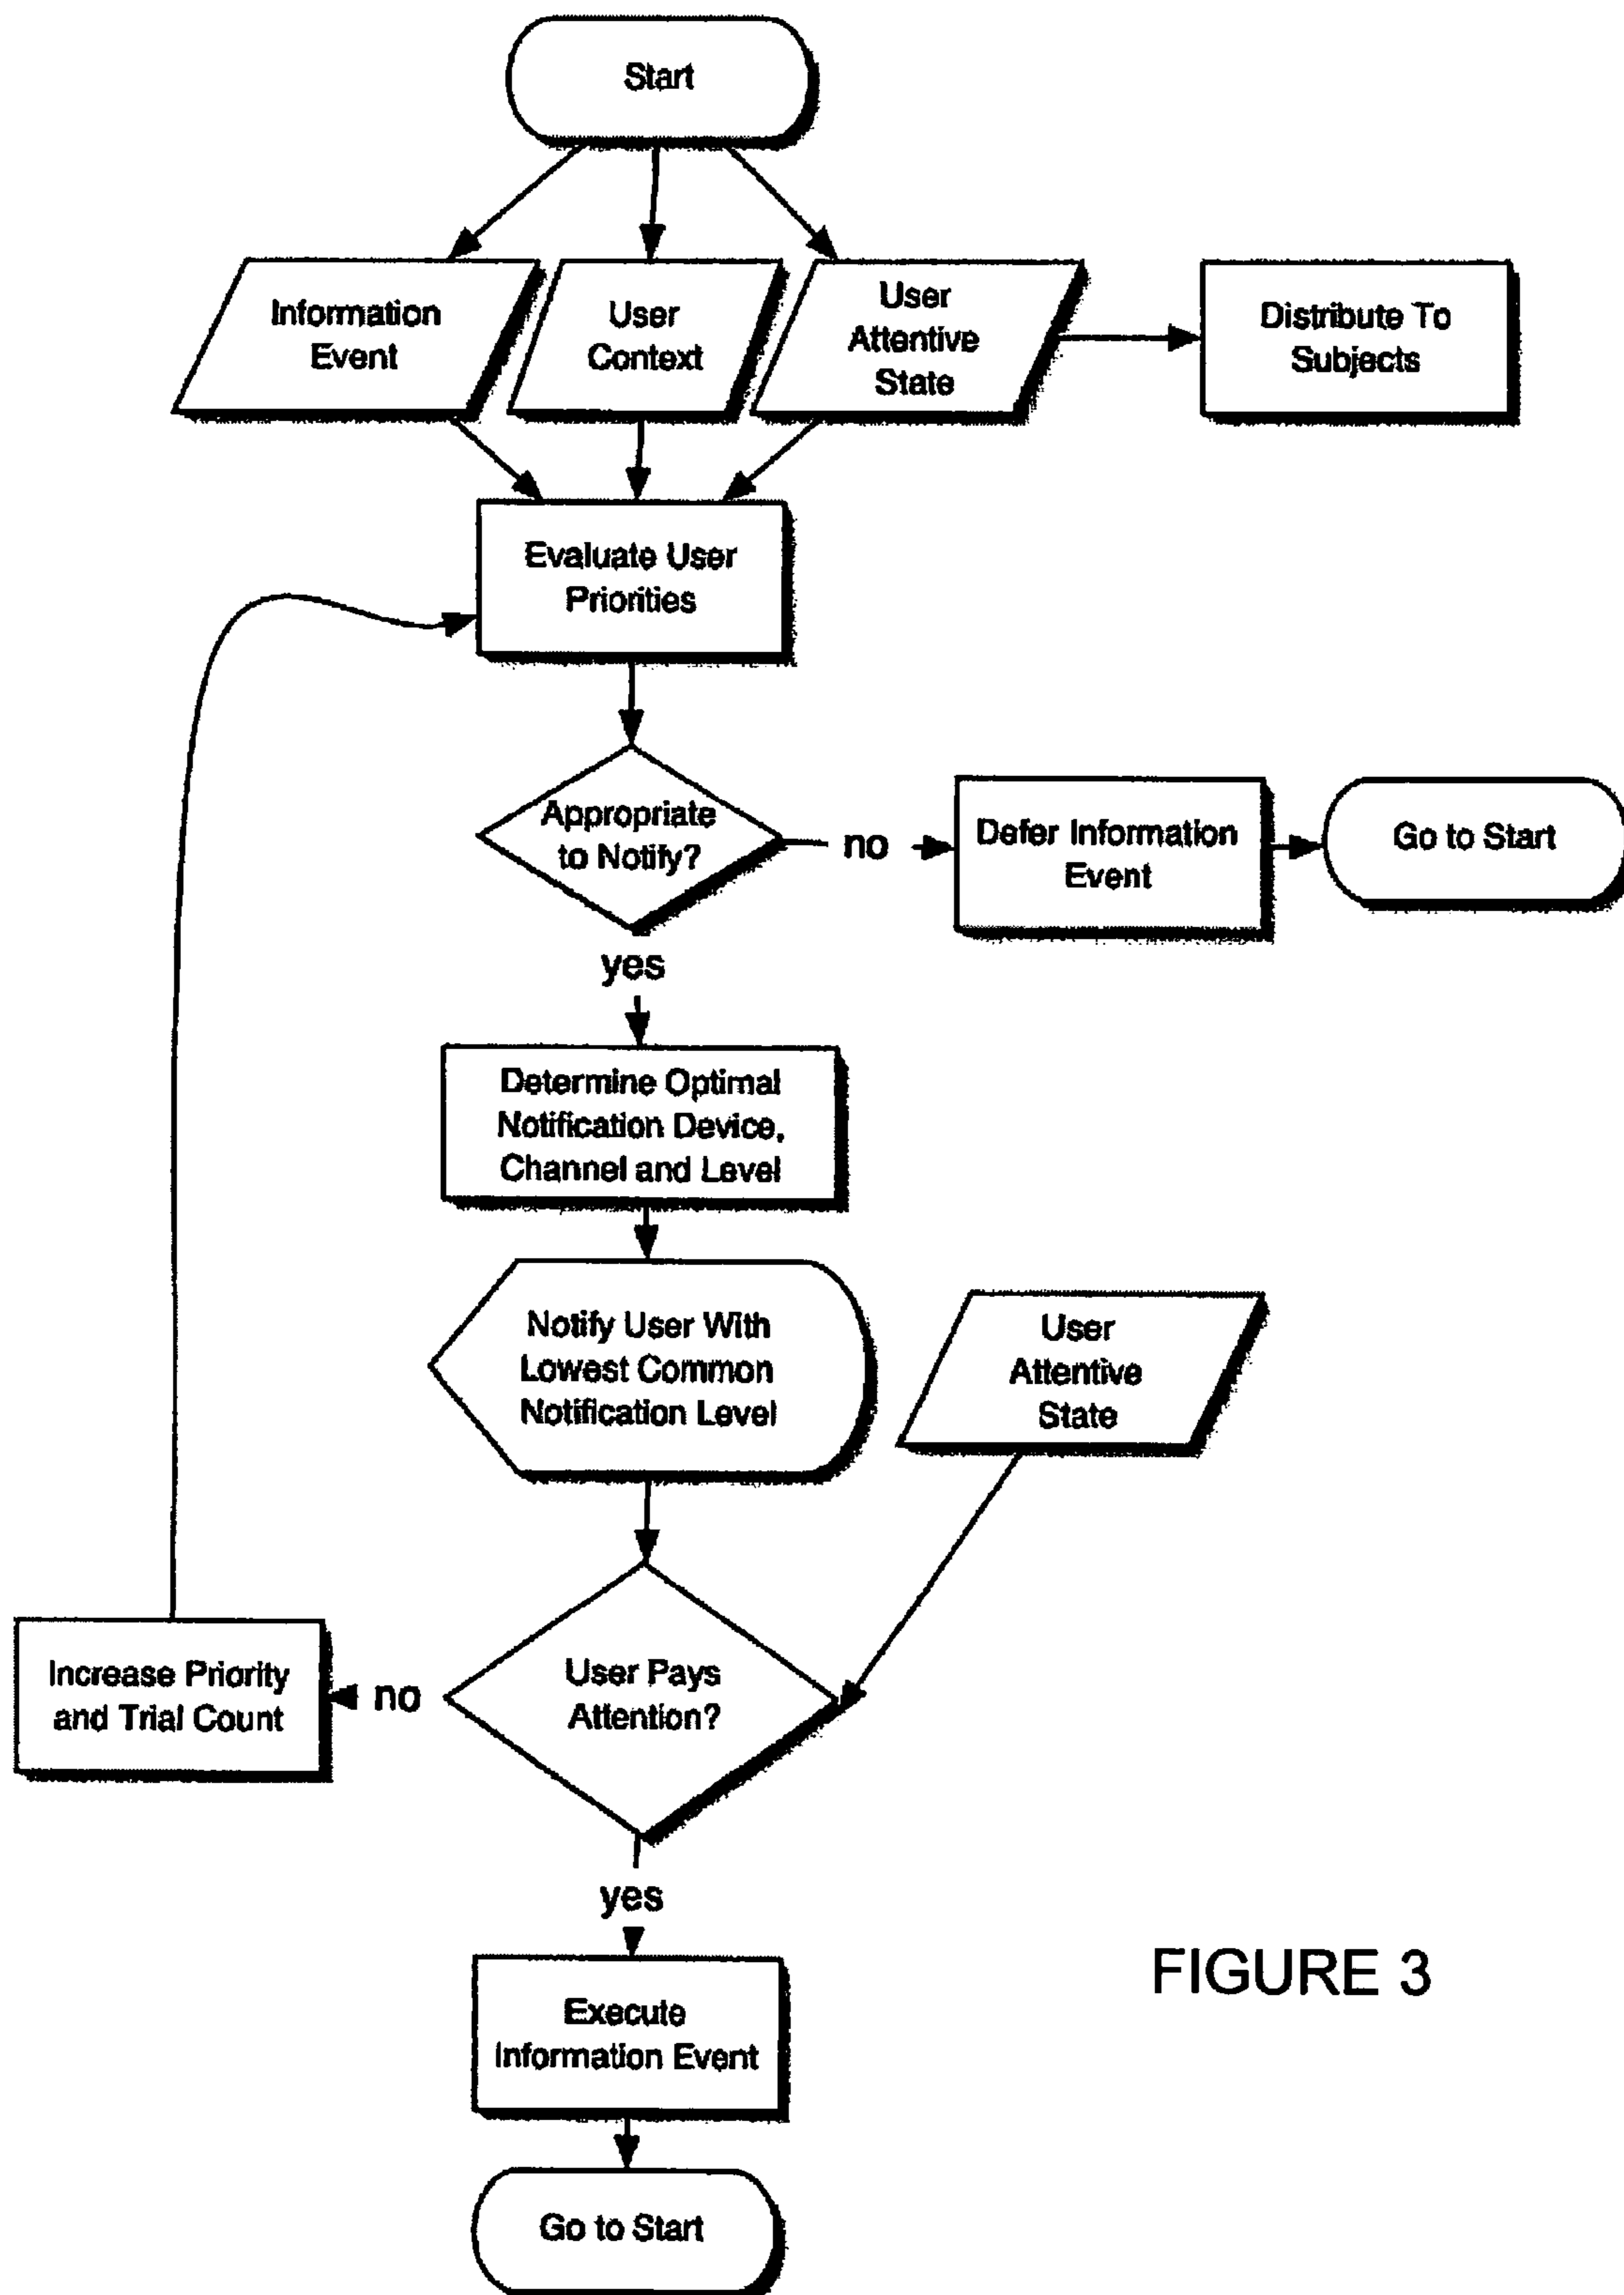 Start
Information
Event
User
Context
User
Attentive
State
Distribute To
Subjects
Evaluate User
Priorities
Appropriate
to Notify?
no
Defer Information
Event
Go to Start
yes
Determine Optimal
Notification Device,
Channel and Level
Notify User With
Lowest Common
Notification Level
User
Attentive
State
User Pays
Attention?
no
Increase Priority
and Trial Count
yes
Execute
Information Event
Go to Start
FIGURE 3